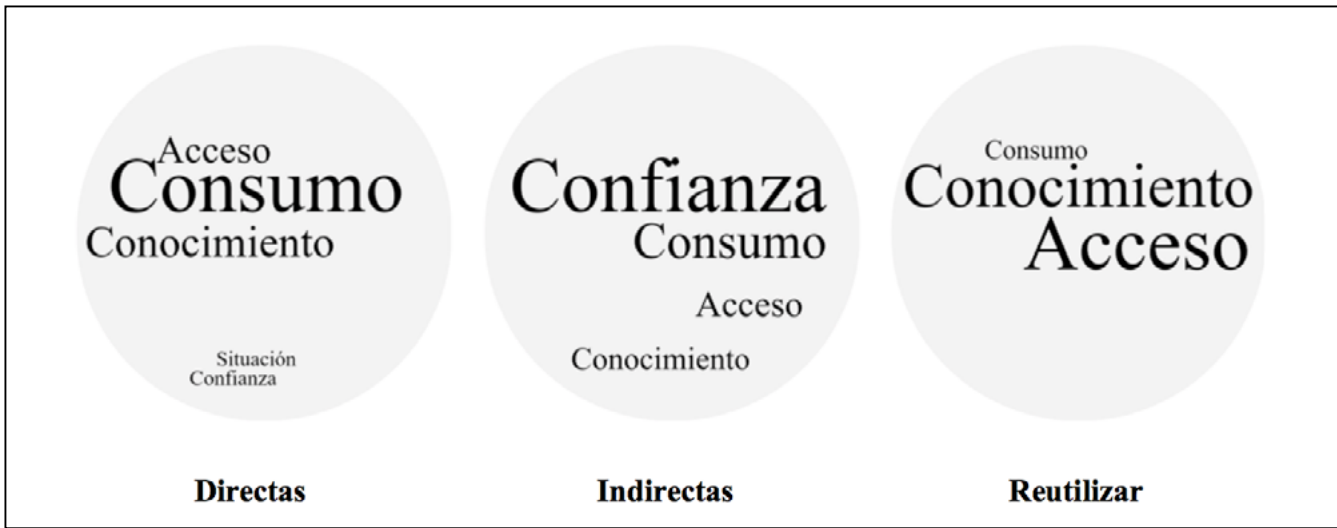 Acceso
Consumo
Conocimiento
Situación
Confianza
Directas
Confianza
Consumo
Acceso
Conocimiento
Indirectas
Consumo
Conocimiento
Acceso
Reutilizar